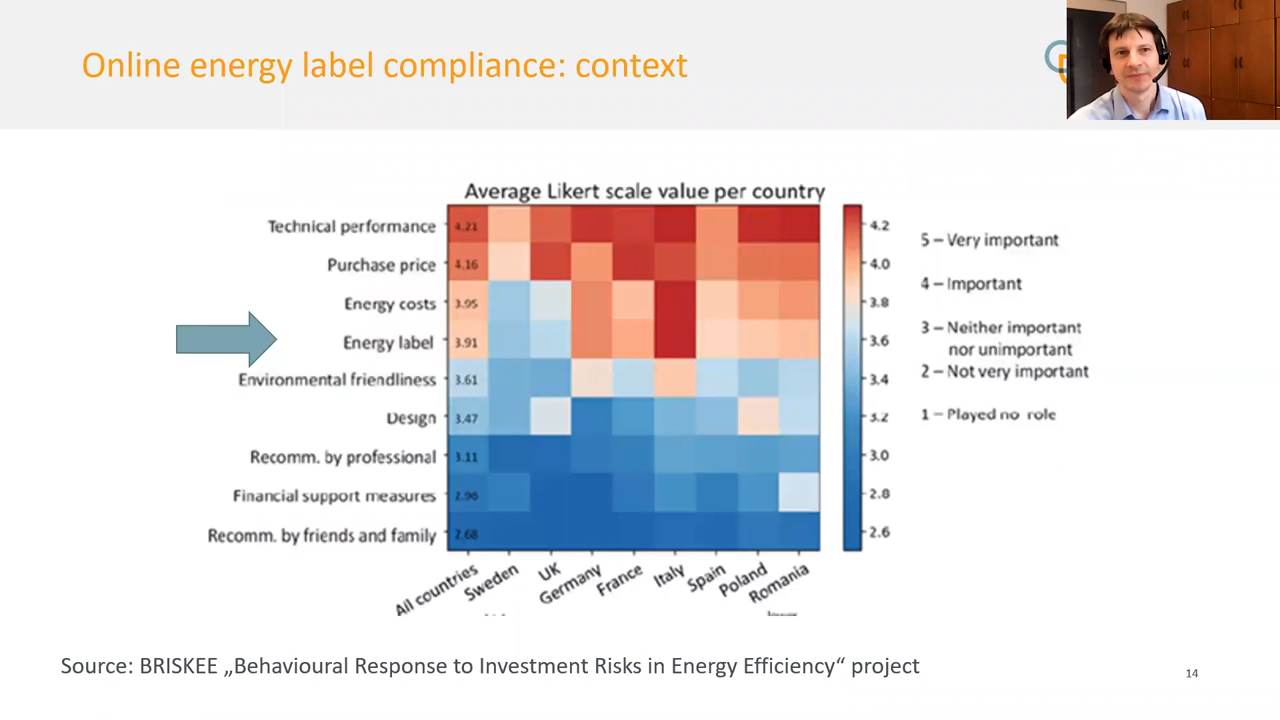 Online energy label compliance: context
Average Likert scale value per country
Technical performance
4.21
Purchase price
4.16
Energy costs
3.95
Energy label
3.91
Environmental friendliness
3.61
Design
3.47
Recomm. by professional
3.11
Financial support measures
2.96
Recomm. by friends and family
2.68
All countries
Sweden
UK
Germany
France
Italy
Spain
Poland
Romania
4.2
4.0
3.8
3.6
3.4
3.2
3.0
2.8
2.6
5 – Very important
4 – Important
3 – Neither important
nor unimportant
2 – Not very important
1 – Played no role
Source: BRISKEE „Behavioural Response to Investment Risks in Energy Efficiency“ project
14